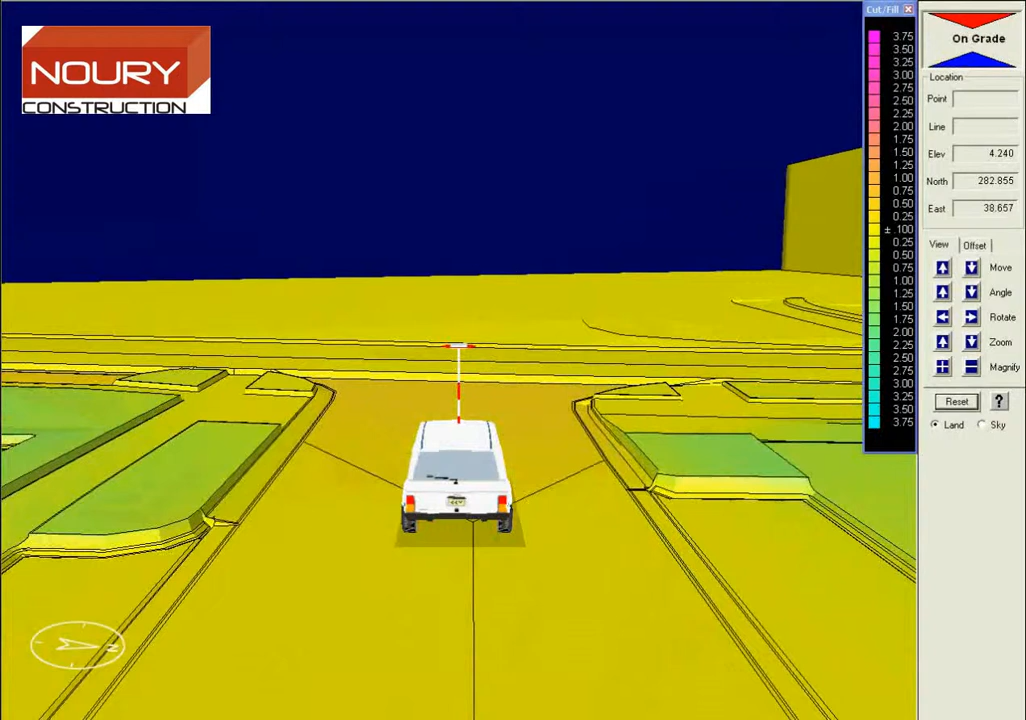 NOURY
CONSTRUCTION
Cut/Fill
3.75
3.50
3.25
3.00
2.75
2.50
2.25
2.00
1.75
1.50
1.25
1.00
0.75
0.50
0.25
± .100
0.25
0.50
0.75
1.00
1.25
1.50
1.75
2.00
2.25
2.50
2.75
3.00
3.25
3.50
3.75
On Grade
Location
Point
Line
Elev 4.240
North 282.855
East 38.657
View Offset
Move
Angle
Rotate
Zoom
Magnify
Reset ?
Land Sky
N